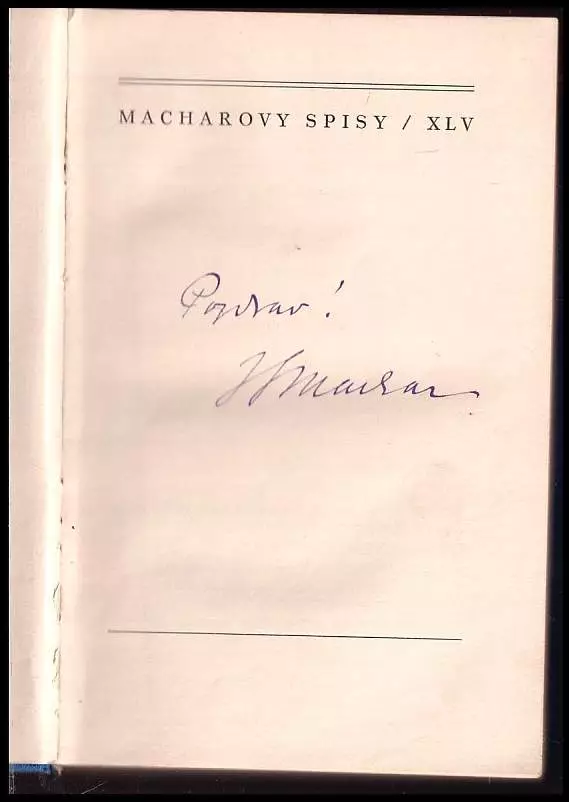 MACHAROVY SPISY / XLV
Pozdrav!
JSMachar